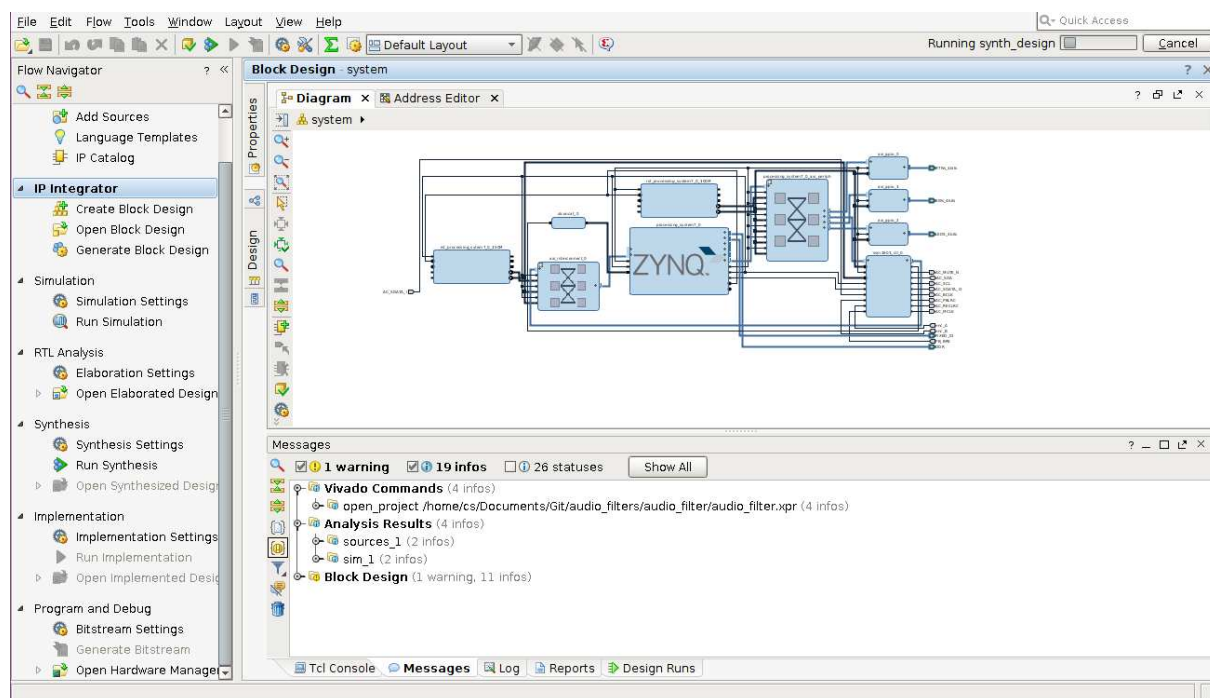 File Edit Flow Tools Window Layout View Help
Quick Access
Default Layout
Running synth_design
Cancel
Flow Navigator ? «
Block Design - system ? ×
Add Sources
Language Templates
IP Catalog
IP Integrator
Create Block Design
Open Block Design
Generate Block Design
Simulation
Simulation Settings
Run Simulation
RTL Analysis
Elaboration Settings
Open Elaborated Design
Synthesis
Synthesis Settings
Run Synthesis
Open Synthesized Design
Implementation
Implementation Settings
Run Implementation
Open Implemented Desig
Program and Debug
Bitstream Settings
Generate Bitstream
Open Hardware Manager
Properties
Design
Diagram × Address Editor ×
system
ZYNQ.
Messages
1 warning 19 infos 26 statuses Show All
Vivado Commands (4 infos)
open_project /home/cs/Documents/Git/audio_filters/audio_filter/audio_filter.xpr (4 infos)
Analysis Results (4 infos)
sources_1 (2 infos)
sim_1 (2 infos)
Block Design (1 warning, 11 infos)
Tcl Console Messages Log Reports Design Runs